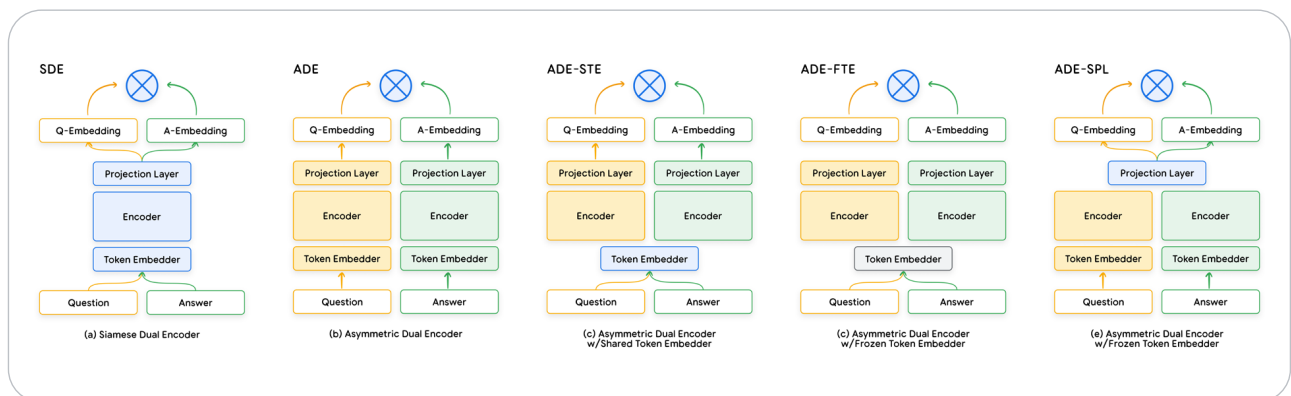 SDE
Q-Embedding
A-Embedding
Projection Layer
Encoder
Token Embedder
Question
Answer
(a) Siamese Dual Encoder
ADE
Q-Embedding
A-Embedding
Projection Layer
Projection Layer
Encoder
Encoder
Token Embedder
Token Embedder
Question
Answer
(b) Asymmetric Dual Encoder
ADE-STE
Q-Embedding
A-Embedding
Projection Layer
Projection Layer
Encoder
Encoder
Token Embedder
Question
Answer
(c) Asymmetric Dual Encoder
w/Shared Token Embedder
ADE-FTE
Q-Embedding
A-Embedding
Projection Layer
Projection Layer
Encoder
Encoder
Token Embedder
Question
Answer
(c) Asymmetric Dual Encoder
w/Frozen Token Embedder
ADE-SPL
Q-Embedding
A-Embedding
Projection Layer
Encoder
Encoder
Token Embedder
Token Embedder
Question
Answer
(e) Asymmetric Dual Encoder
w/Frozen Token Embedder